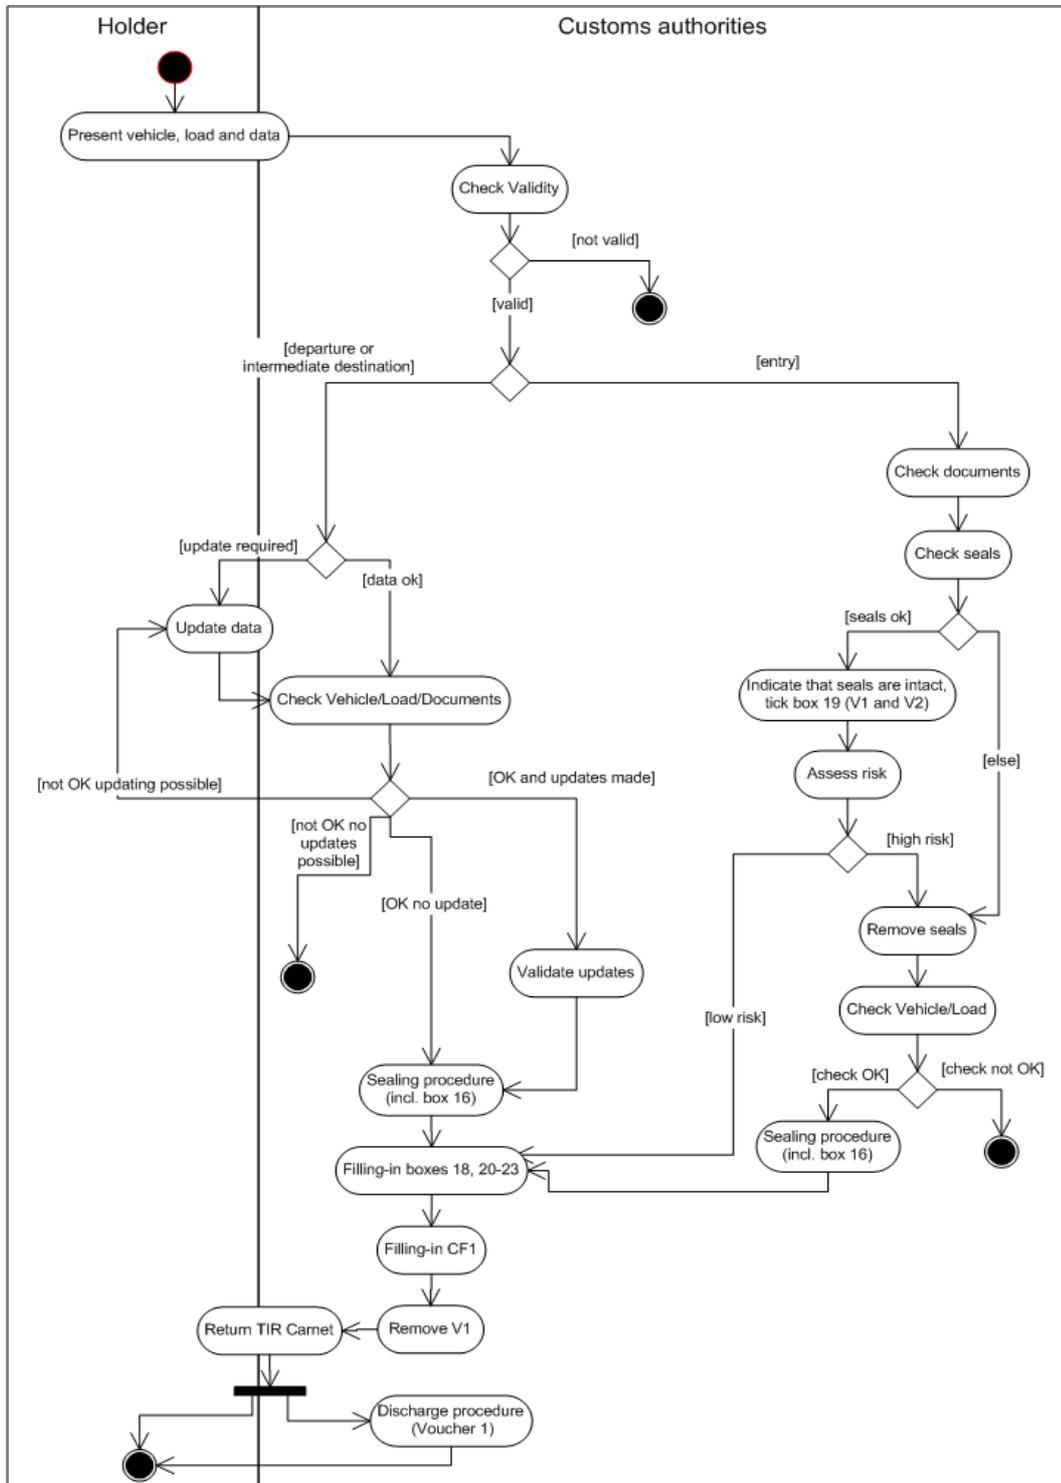 Holder
Customs authorities
Present vehicle, load and data
Check Validity
[not valid]
[valid]
[departure or
intermediate destination]
[entry]
Check documents
[update required]
[data ok]
Check seals
[seals ok]
Update data
Indicate that seals are intact,
tick box 19 (V1 and V2)
Check Vehicle/Load/Documents
[else]
Assess risk
[not OK updating possible]
[OK and updates made]
[not OK no
updates
possible]
[high risk]
[OK no update]
Remove seals
Validate updates
Check Vehicle/Load
[low risk]
[check OK]
[check not OK]
Sealing procedure
(incl. box 16)
Sealing procedure
(incl. box 16)
Filling-in boxes 18, 20-23
Filling-in CF1
Return TIR Carnet
Remove V1
Discharge procedure
(Voucher 1)